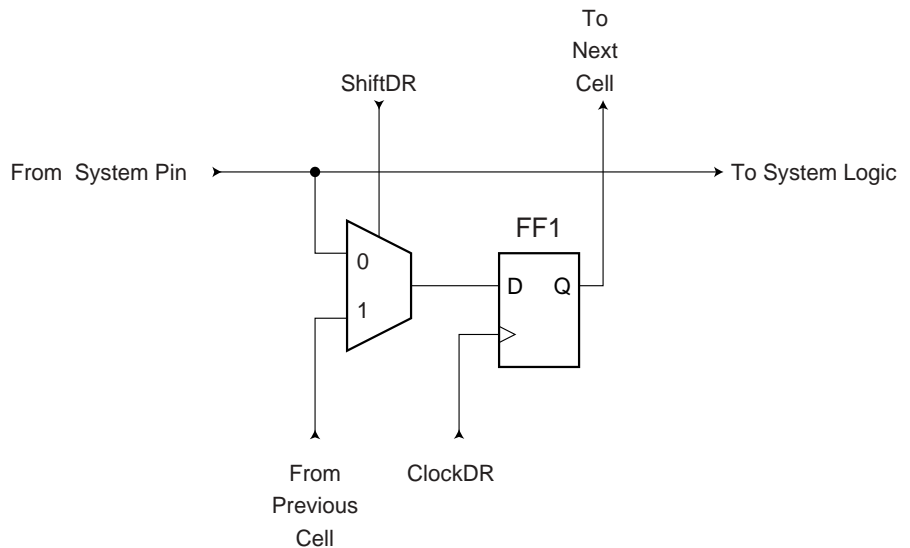 To
Next
Cell
ShiftDR
From System Pin
To System Logic
FF1
0
D Q
1
From
Previous
Cell
ClockDR